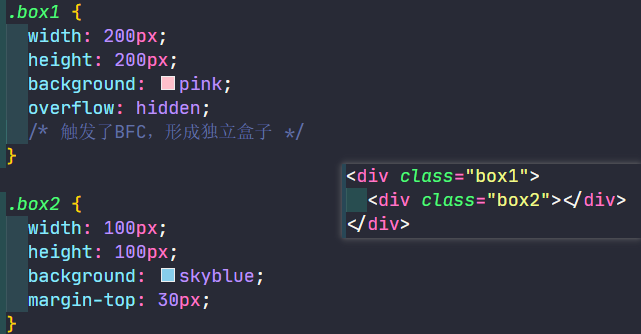 .box1 {
  width: 200px;
  height: 200px;
  background: pink;
  overflow: hidden;
  /* 触发了BFC，形成独立盒子 */
}
.box2 {
  width: 100px;
  height: 100px;
  background: skyblue;
  margin-top: 30px;
}
<div class="box1">
  <div class="box2"></div>
</div>